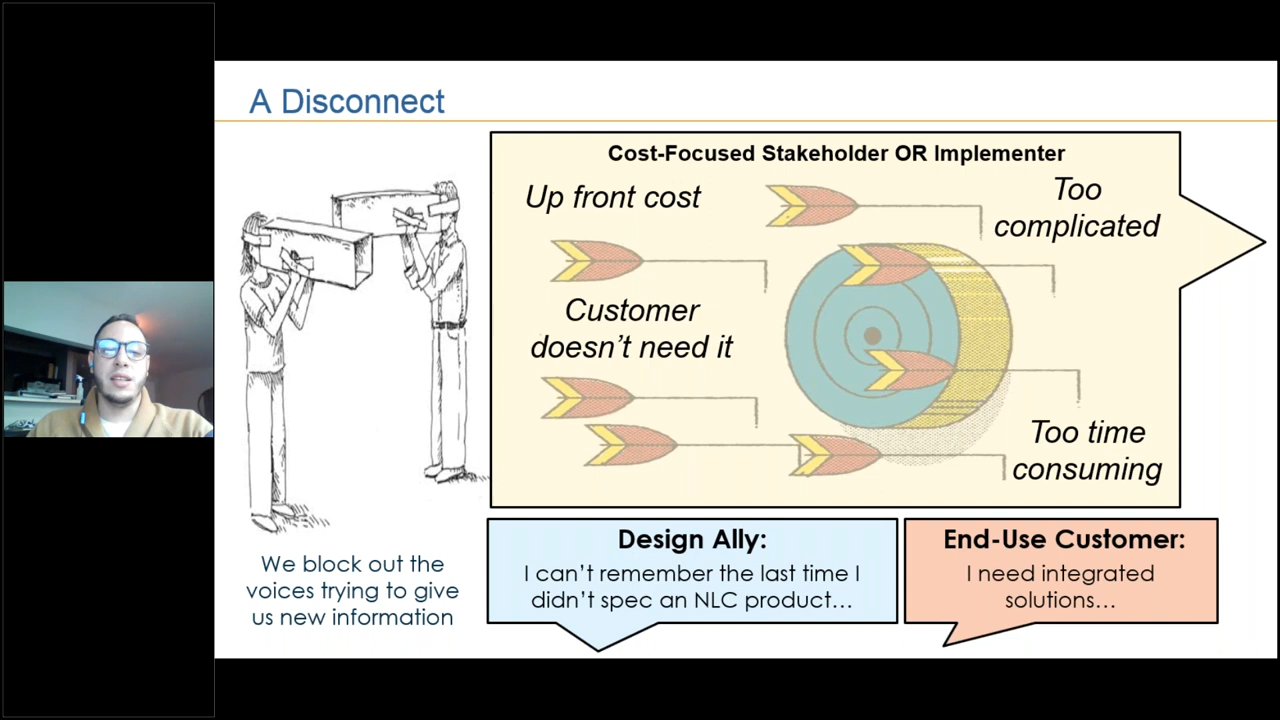 A Disconnect
Cost-Focused Stakeholder OR Implementer
Up front cost
Too
complicated
Customer
doesn’t need it
Too time
consuming
We block out the
voices trying to give
us new information
Design Ally:
I can’t remember the last time I
didn’t spec an NLC product…
End-Use Customer:
I need integrated
solutions…